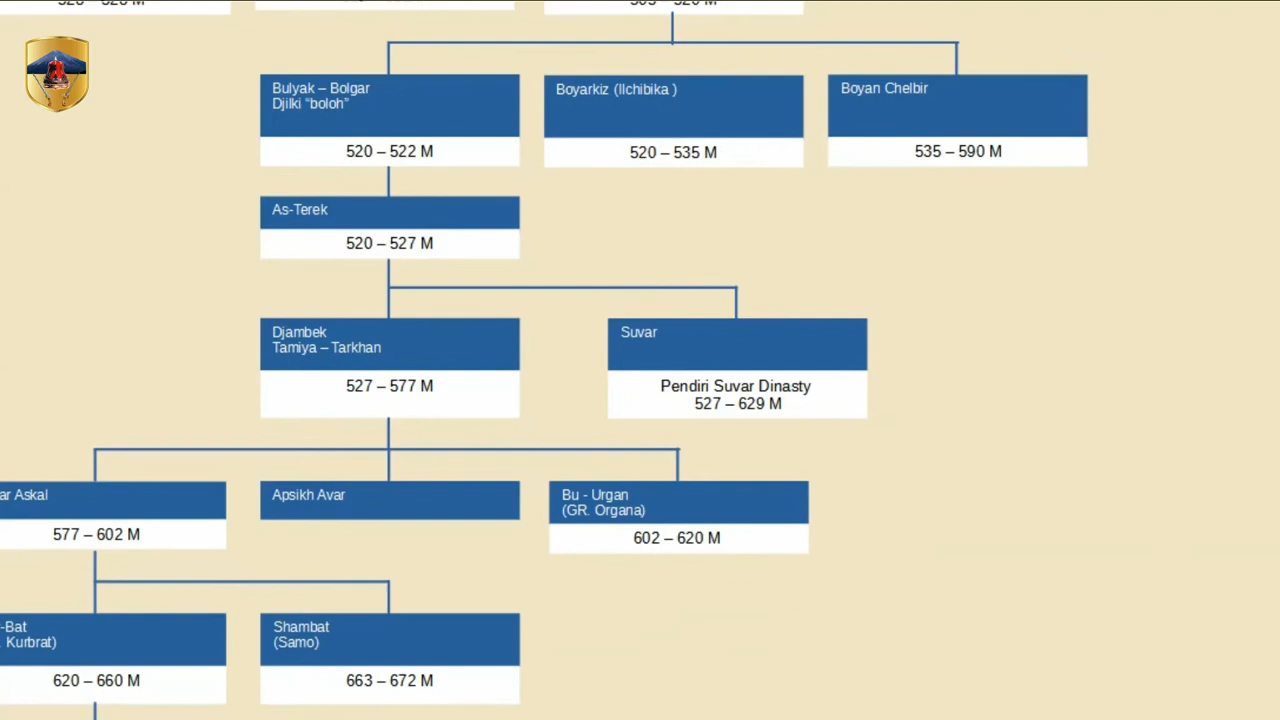 Bulyak – Bolgar
Djilki “boloh”
520 – 522 M
Boyarkiz (Ilchibika )
520 – 535 M
Boyan Chelbir
535 – 590 M
As-Terek
520 – 527 M
Djambek
Tamiya – Tarkhan
527 – 577 M
Suvar
Pendiri Suvar Dinasty
527 – 629 M
ar Askal
577 – 602 M
Apsikh Avar
Bu - Urgan
(GR. Organa)
602 – 620 M
-Bat
. Kurbrat)
620 – 660 M
Shambat
(Samo)
663 – 672 M